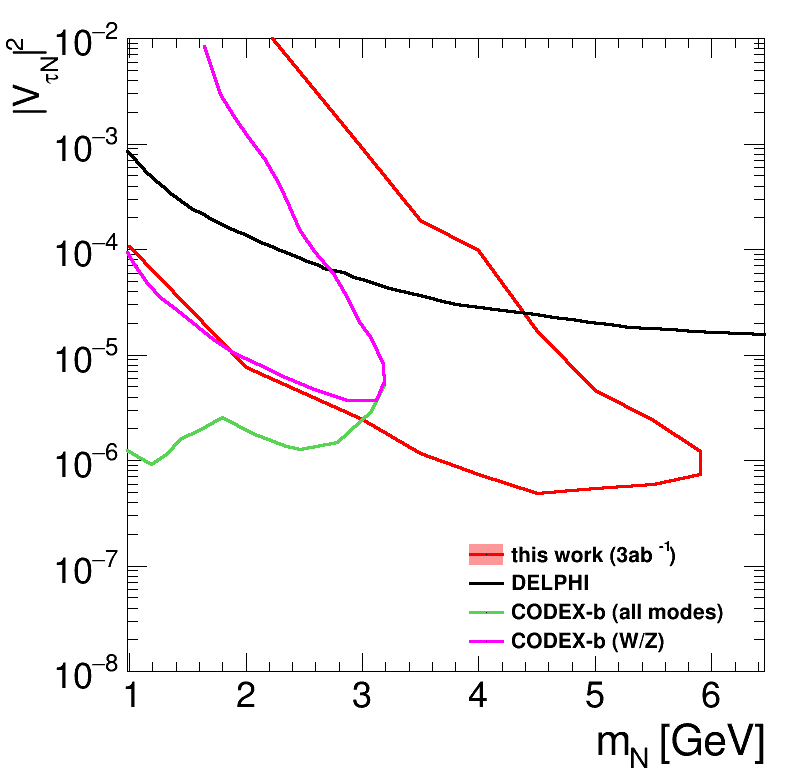 |V_τN|²
10⁻²
10⁻³
10⁻⁴
10⁻⁵
10⁻⁶
10⁻⁷
10⁻⁸
this work (3ab ⁻¹)
DELPHI
CODEX-b (all modes)
CODEX-b (W/Z)
1 2 3 4 5 6
m_N [GeV]